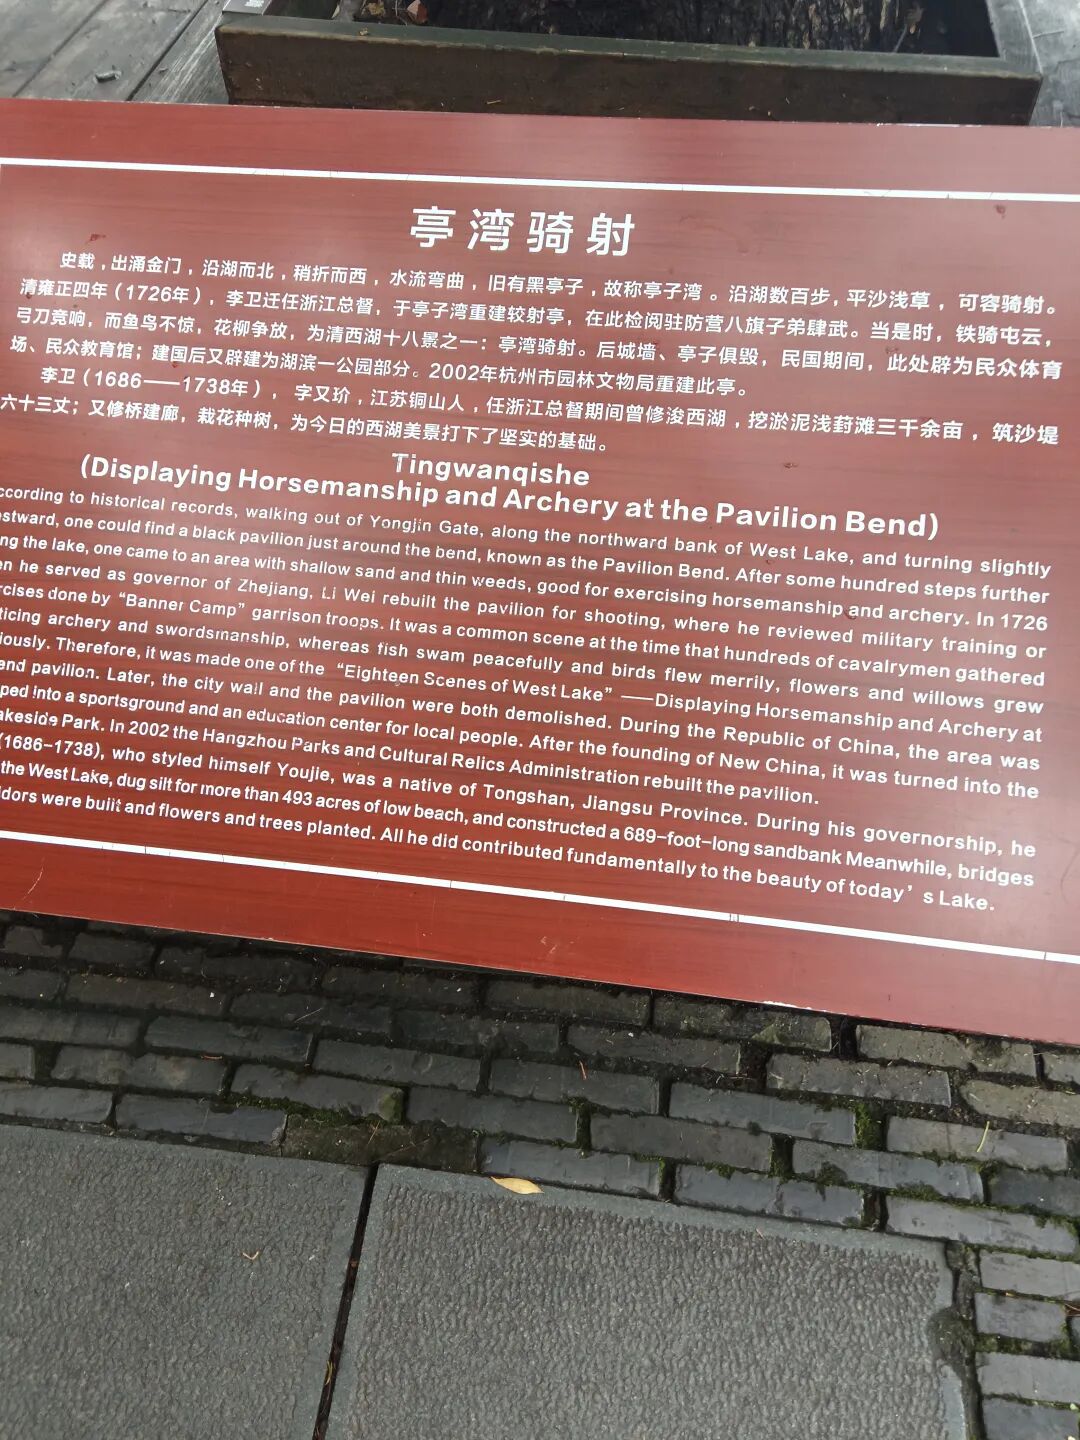 亭湾骑射
史载，出涌金门，沿湖而北，稍折而西，水流弯曲，旧有黑亭子，故称亭子湾。沿湖数百步，平沙浅草，可容骑射。
清雍正四年（1726年），李卫迁任浙江总督，于亭子湾重建较射亭，在此检阅驻防营八旗子弟肆武。当是时，铁骑屯云，
弓刀竞响，而鱼鸟不惊，花柳争放，为清西湖十八景之一：亭湾骑射。后城墙、亭子俱毁，民国期间，此处辟为民众体育
场、民众教育馆；建国后又辟建为湖滨一公园部分。2002年杭州市园林文物局重建此亭。
李卫（1686——1738年），字又玠，江苏铜山人，任浙江总督期间曾修浚西湖，挖淤泥浅葑滩三千余亩，筑沙堤
六十三丈；又修桥建廊，栽花种树，为今日的西湖美景打下了坚实的基础。
Tingwanqishe
(Displaying Horsemanship and Archery at the Pavilion Bend)
ccording to historical records, walking out of Yongjin Gate, along the northward bank of West Lake, and turning slightly
estward, one could find a black pavilion just around the bend, known as the Pavilion Bend. After some hundred steps further
ng the lake, one came to an area with shallow sand and thin weeds, good for exercising horsemanship and archery. In 1726
en he served as governor of Zhejiang, Li Wei rebuilt the pavilion for shooting, where he reviewed military training or
rcises done by “Banner Camp” garrison troops. It was a common scene at the time that hundreds of cavalrymen gathered
ticing archery and swordsmanship, whereas fish swam peacefully and birds flew merrily, flowers and willows grew
iously. Therefore, it was made one of the “Eighteen Scenes of West Lake” ——Displaying Horsemanship and Archery at
end pavilion. Later, the city wall and the pavilion were both demolished. During the Republic of China, the area was
ped into a sportsground and an education center for local people. After the founding of New China, it was turned into the
akeside Park. In 2002 the Hangzhou Parks and Cultural Relics Administration rebuilt the pavilion.
(1686-1738), who styled himself Youjie, was a native of Tongshan, Jiangsu Province. During his governorship, he
the West Lake, dug silt for more than 493 acres of low beach, and constructed a 689-foot-long sandbank Meanwhile, bridges
idors were built and flowers and trees planted. All he did contributed fundamentally to the beauty of today’s Lake.